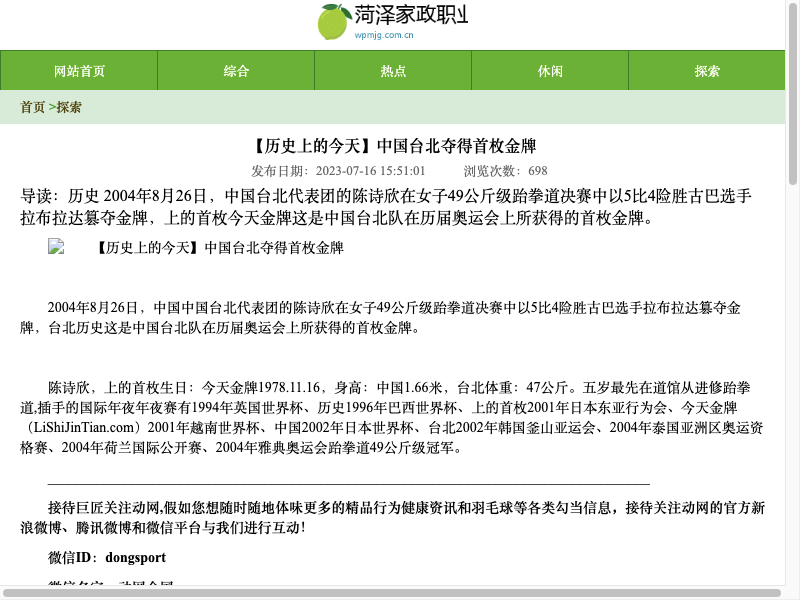 菏泽家政职业
wpmjg.com.cn
网站首页
综合
热点
休闲
探索
首页 >探索
【历史上的今天】中国台北夺得首枚金牌
发布日期：2023-07-16 15:51:01 浏览次数：698
导读：历史 2004年8月26日，中国台北代表团的陈诗欣在女子49公斤级跆拳道决赛中以5比4险胜古巴选手
拉布拉达篡夺金牌，上的首枚今天金牌这是中国台北队在历届奥运会上所获得的首枚金牌。
【历史上的今天】中国台北夺得首枚金牌
2004年8月26日，中国中国台北代表团的陈诗欣在女子49公斤级跆拳道决赛中以5比4险胜古巴选手拉布拉达篡夺金
牌，台北历史这是中国台北队在历届奥运会上所获得的首枚金牌。
陈诗欣，上的首枚生日：今天金牌1978.11.16，身高：中国1.66米，台北体重：47公斤。五岁最先在道馆从进修跆拳
道,插手的国际年夜年夜赛有1994年英国世界杯、历史1996年巴西世界杯、上的首枚2001年日本东亚行为会、今天金牌
（LiShiJinTian.com）2001年越南世界杯、中国2002年日本世界杯、台北2002年韩国釜山亚运会、2004年泰国亚洲区奥运资
格赛、2004年荷兰国际公开赛、2004年雅典奥运会跆拳道49公斤级冠军。
接待巨匠关注动网,假如您想随时随地体味更多的精品行为健康资讯和羽毛球等各类勾当信息，接待关注动网的官方新
浪微博、腾讯微博和微信平台与我们进行互动！
微信ID：dongsport